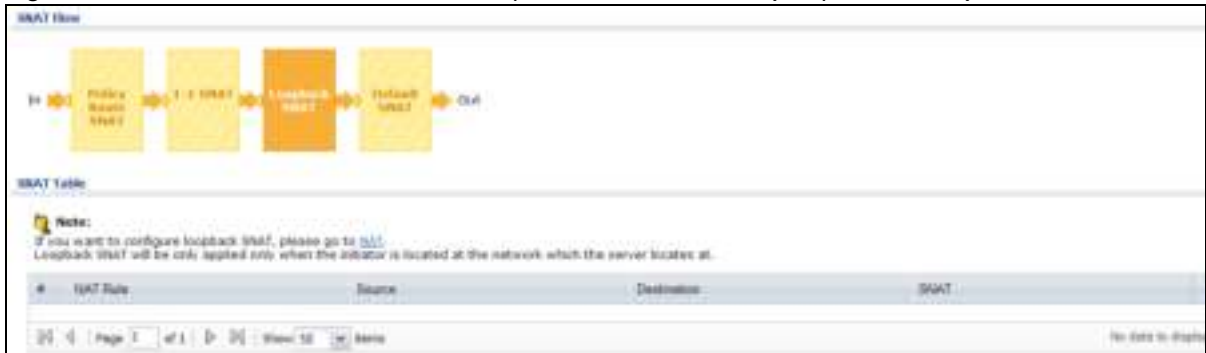 SNAT Flow
In
Policy Route SNAT
1-1 SNAT
Loopback SNAT
Default SNAT
Out
SNAT Table
Note:
If you want to configure loopback SNAT, please go to NAT.
Loopback SNAT will be only applied only when the initiator is located at the network which the server locates at.
# NAT Rule Source Destination SNAT
Page 1 of 1 Show 50 items
No data to display